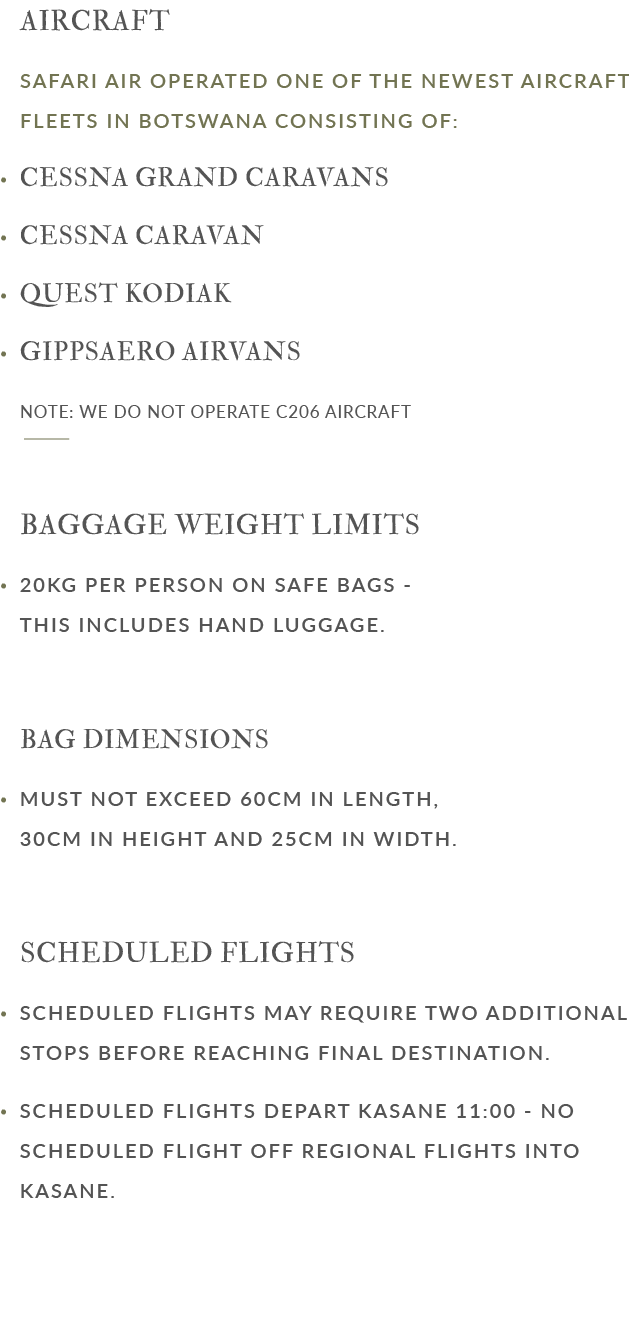 AIRCRAFT
SAFARI AIR OPERATED ONE OF THE NEWEST AIRCRAFT
FLEETS IN BOTSWANA CONSISTING OF:
• CESSNA GRAND CARAVANS
• CESSNA CARAVAN
• QUEST KODIAK
• GIPPSAERO AIRVANS
NOTE: WE DO NOT OPERATE C206 AIRCRAFT
BAGGAGE WEIGHT LIMITS
• 20KG PER PERSON ON SAFE BAGS -
THIS INCLUDES HAND LUGGAGE.
BAG DIMENSIONS
• MUST NOT EXCEED 60CM IN LENGTH,
30CM IN HEIGHT AND 25CM IN WIDTH.
SCHEDULED FLIGHTS
• SCHEDULED FLIGHTS MAY REQUIRE TWO ADDITIONAL
STOPS BEFORE REACHING FINAL DESTINATION.
• SCHEDULED FLIGHTS DEPART KASANE 11:00 - NO
SCHEDULED FLIGHT OFF REGIONAL FLIGHTS INTO
KASANE.